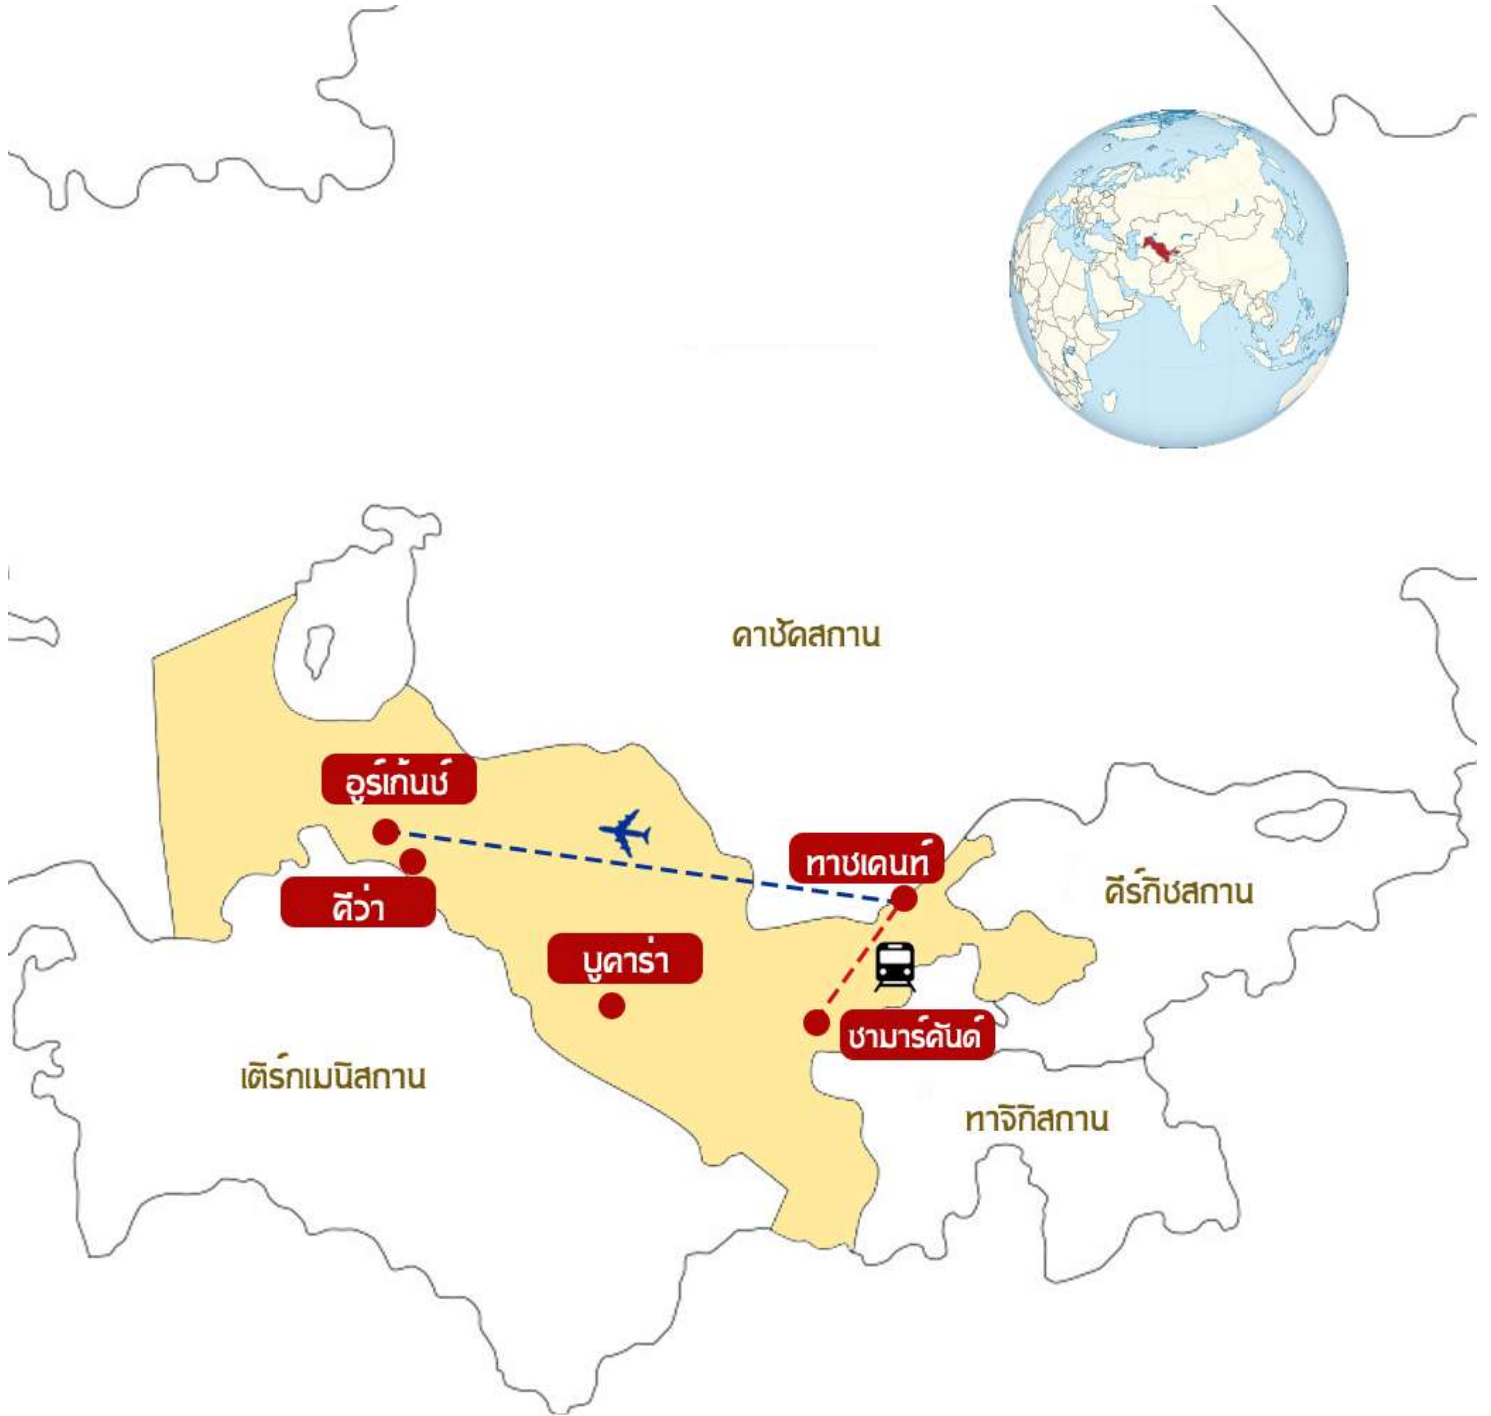 คาซัคสถาน
อูร์เก้นช์
ทาชเคนท์
คีว่า
คีร์กิซสถาน
บูคาร่า
ซามาร์คันด์
เติร์กเมนิสถาน
ทาจิกิสถาน